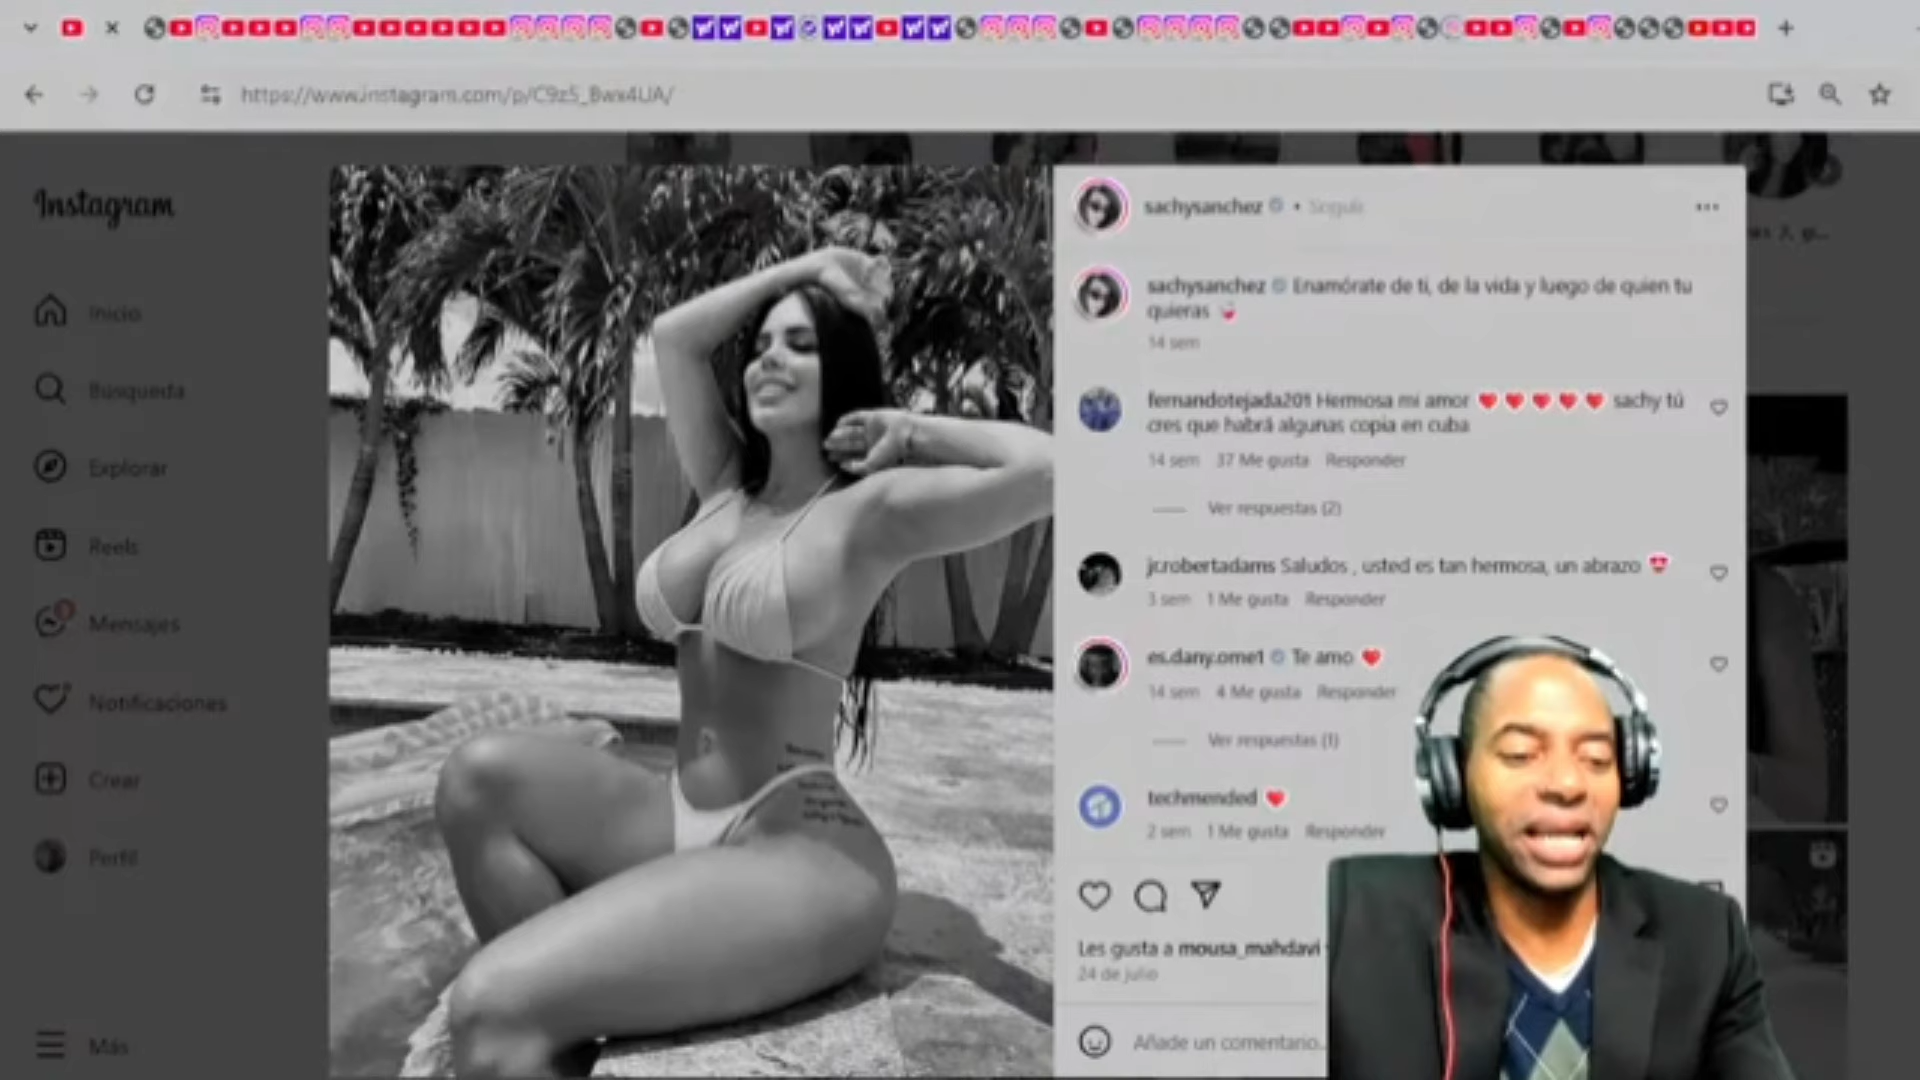 https://www.instagram.com/p/C9z5_Bwx4UA/
Instagram
Inicio
Búsqueda
Explorar
Reels
Mensajes
Notificaciones
Crear
Perfil
Más
sachysanchez • Seguir
sachysanchez Enamórate de ti, de la vida y luego de quien tu
quieras
14 sem
fernandotejada201 Hermosa mi amor ❤❤❤❤❤ sachy tú
cres que habrá algunas copia en cuba
14 sem 37 Me gusta Responder
Ver respuestas (2)
jc.robertadams Saludos , usted es tan hermosa, un abrazo 😍
3 sem 1 Me gusta Responder
es.dany.ome1 Te amo ❤
14 sem 4 Me gusta Responder
Ver respuestas (1)
techmended ❤
2 sem 1 Me gusta Responder
Les gusta a mousa_mahdavi
24 de julio
Añade un comentario...